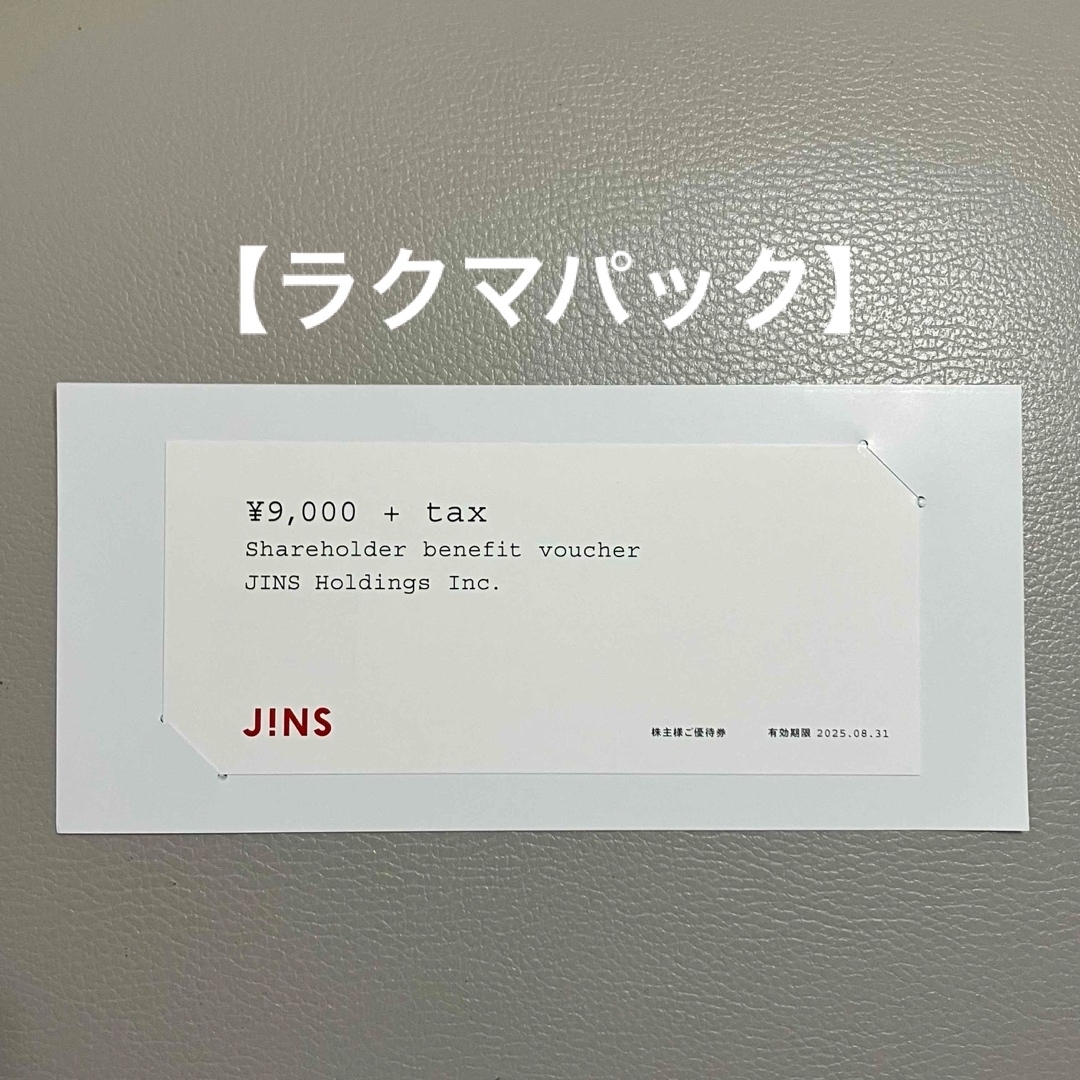 【ラクマパック】
¥9,000 + tax
Shareholder benefit voucher
JINS Holdings Inc.
J!NS
株主様ご優待券 有効期限 2025.08.31